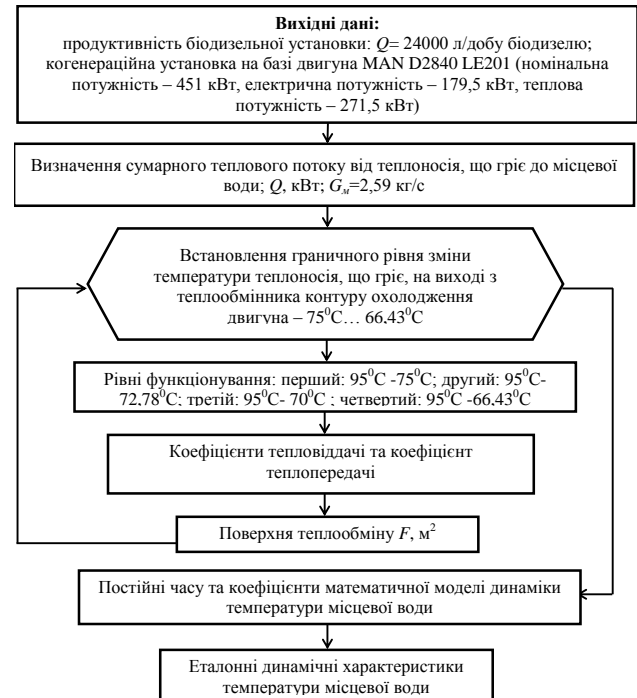 Вихідні дані:
продуктивність біодизельної установки: Q= 24000 л/добу біодизелю;
когенераційна установка на базі двигуна MAN D2840 LE201 (номінальна
потужність – 451 кВт, електрична потужність – 179,5 кВт, теплова
потужність – 271,5 кВт)
Визначення сумарного теплового потоку від теплоносія, що гріє до місцевої
води; Q, кВт; Gм=2,59 кг/с
Встановлення граничного рівня зміни
температури теплоносія, що гріє, на виході з
теплообмінника контуру охолодження
двигуна – 75⁰С… 66,43⁰С
Рівні функціонування: перший: 95⁰С -75⁰С; другий: 95⁰С-
72,78⁰С; третій: 95⁰С- 70⁰С ; четвертий: 95⁰С -66,43⁰С
Коефіцієнти тепловіддачі та коефіцієнт
теплопередачі
Поверхня теплообміну F, м²
Постійні часу та коефіцієнти математичної моделі динаміки
температури місцевої води
Еталонні динамічні характеристики
температури місцевої води